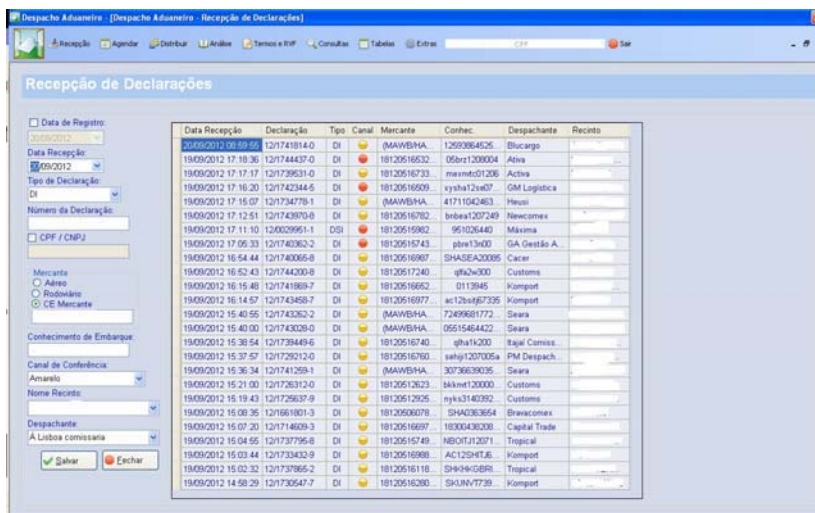 Despacho Aduaneiro - [Despacho Aduaneiro - Recepção de Declarações]
Recepção Agendar Distribuir Análise Termos e RVF Consultas Tabelas Extras CPF Sair
Recepção de Declarações
Data de Registro:
20/09/2012
Data Recepção:
20/09/2012
Tipo de Declaração:
DI
Número da Declaração:
CPF / CNPJ
Mercante
Aéreo
Rodoviário
CE Mercante
Conhecimento de Embarque:
Canal de Conferência:
Amarelo
Nome Recinto:
Despachante:
A Lisboa comissaria
Salvar Fechar
Data Recepção Declaração Tipo Canal Mercante Conhec. Despachante Recinto
20/09/2012 08:59:55 12/1741814-0 DI (MAWB/HA... 12593864525... Blucargo
19/09/2012 17:18:36 12/1744437-0 DI 18120516532... 05brz1208004 Ativa
19/09/2012 17:17:17 12/1739531-0 DI 18120516733... mexmtc01206 Activa
19/09/2012 17:16:20 12/1742344-5 DI 18120516509... xysha12se07... GM Logística
19/09/2012 17:15:07 12/1734778-1 DI (MAWB/HA... 41711042463... Heusi
19/09/2012 17:12:51 12/1743970-8 DI 18120516782... bnbea1207249 Newcomex
19/09/2012 17:11:10 12/0029951-1 DSI 18120515982... 951026440 Máxima
19/09/2012 17:05:33 12/1740362-2 DI 18120515743... pbre13n00 GA Gestão A...
19/09/2012 16:54:44 12/1740065-8 DI 18120516987... SHASEA20085 Cacer
19/09/2012 16:52:43 12/1744200-8 DI 18120517240... qlfa2w300 Customs
19/09/2012 16:15:48 12/1741869-7 DI 18120516652... 0113945 Komport
19/09/2012 16:14:57 12/1743458-7 DI 18120516977... ac12bsitj67335 Komport
19/09/2012 15:40:55 12/1743262-2 DI (MAWB/HA... 72499681772... Seara
19/09/2012 15:40:00 12/1743028-0 DI (MAWB/HA... 05515464422... Seara
19/09/2012 15:38:54 12/1739449-6 DI 18120516740... qlha1k200 Itajaí Comiss...
19/09/2012 15:37:57 12/1729212-0 DI 18120516760... sahiji1207005a PM Despach...
19/09/2012 15:36:34 12/1741259-1 DI (MAWB/HA... 30736639035... Seara
19/09/2012 15:21:00 12/1726312-0 DI 18120512623... bkkmt120000... Customs
19/09/2012 15:19:43 12/1725637-9 DI 18120512925... nyks3140392... Customs
19/09/2012 15:08:35 12/1661801-3 DI 18120506078... SHA0363654 Bravacomex
19/09/2012 15:07:20 12/1714609-3 DI 18120516697... 18300438208... Capital Trade
19/09/2012 15:04:55 12/1737795-8 DI 18120515749... NBOITJ12071... Tropical
19/09/2012 15:03:44 12/1733432-9 DI 18120516988... AC12SHITJ6... Komport
19/09/2012 15:02:32 12/1737865-2 DI 18120516118... SHKHKGBRI... Tropical
19/09/2012 14:58:29 12/1730547-7 DI 18120516280... SKUNVT739... Komport